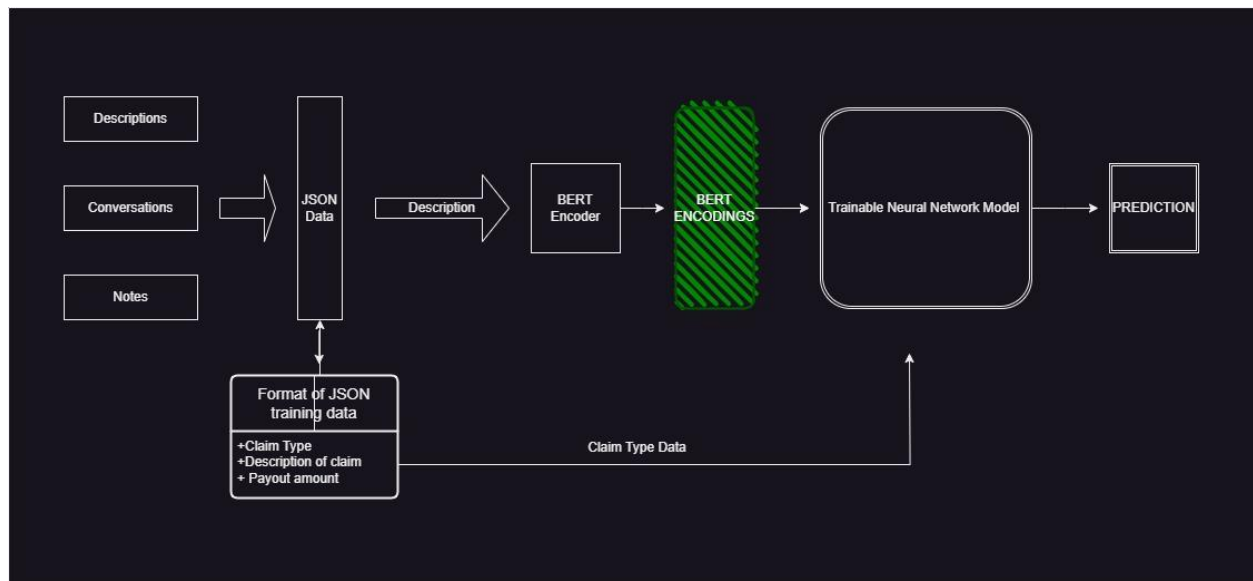 Descriptions
Conversations
Notes
JSON
Data
Description
BERT
Encoder
BERT
ENCODINGS
Trainable Neural Network Model
PREDICTION
Format of JSON
training data
+Claim Type
+Description of claim
+ Payout amount
Claim Type Data